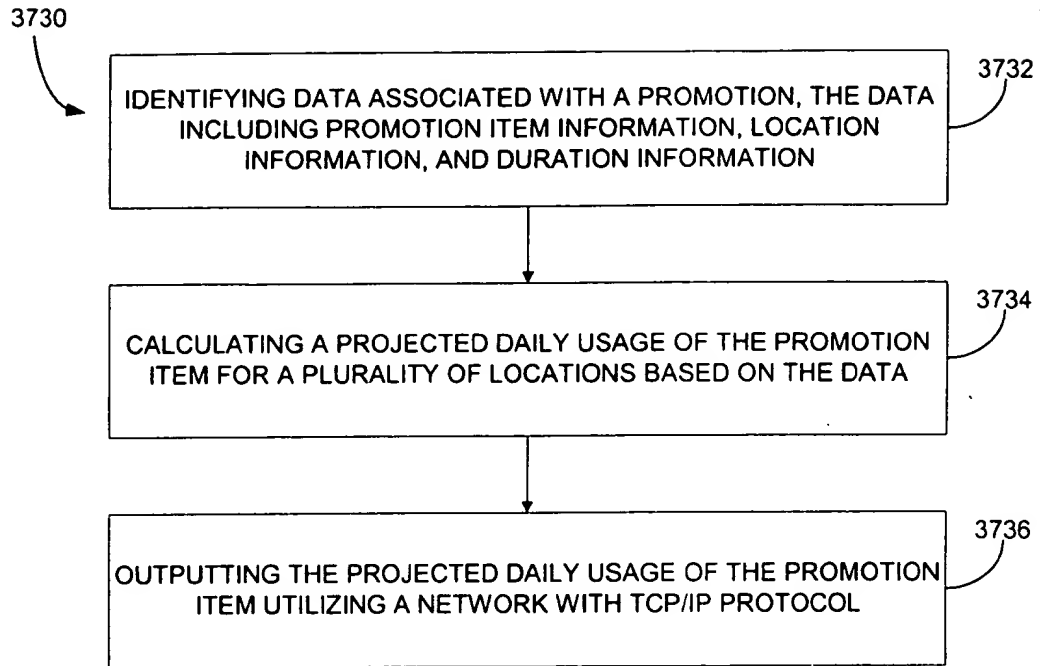 3730
3732
IDENTIFYING DATA ASSOCIATED WITH A PROMOTION, THE DATA
INCLUDING PROMOTION ITEM INFORMATION, LOCATION
INFORMATION, AND DURATION INFORMATION
3734
CALCULATING A PROJECTED DAILY USAGE OF THE PROMOTION
ITEM FOR A PLURALITY OF LOCATIONS BASED ON THE DATA
3736
OUTPUTTING THE PROJECTED DAILY USAGE OF THE PROMOTION
ITEM UTILIZING A NETWORK WITH TCP/IP PROTOCOL